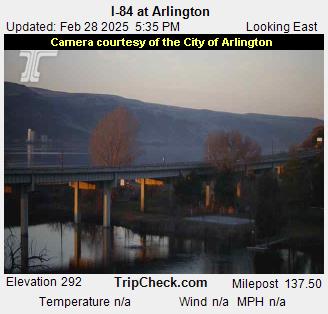 I-84 at Arlington
Updated: Feb 28 2025 5:35 PM Looking East
Camera courtesy of the City of Arlington
Elevation 292 TripCheck.com Milepost 137.50
Temperature n/a Wind n/a MPH n/a